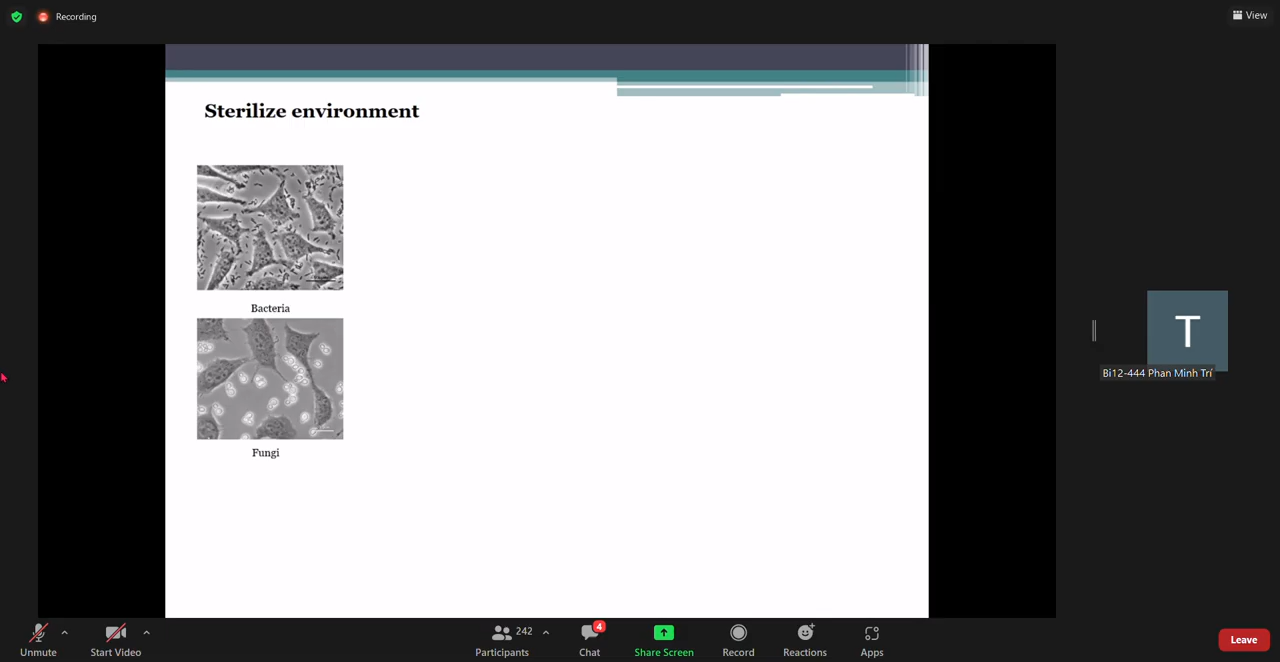 Recording
View
Sterilize environment
Bacteria
Fungi
T
Bi12-444 Phan Minh Trí
Unmute
Start Video
242
Participants
4
Chat
Share Screen
Record
Reactions
Apps
Leave